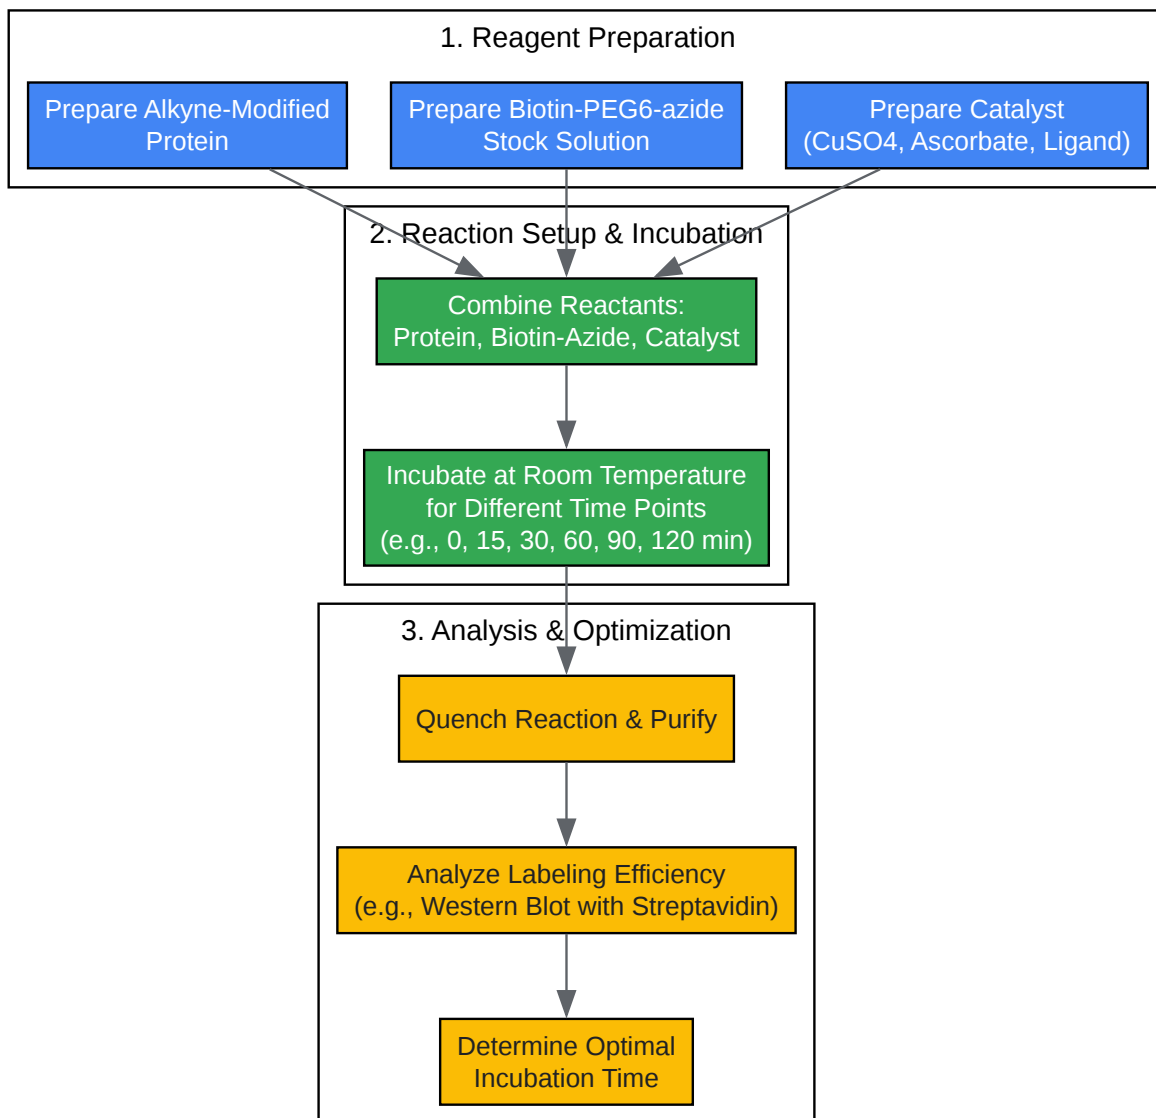 1. Reagent Preparation
Prepare Alkyne-Modified
Protein
Prepare Biotin-PEG6-azide
Stock Solution
Prepare Catalyst
(CuSO4, Ascorbate, Ligand)
2. Reaction Setup & Incubation
Combine Reactants:
Protein, Biotin-Azide, Catalyst
Incubate at Room Temperature
for Different Time Points
(e.g., 0, 15, 30, 60, 90, 120 min)
3. Analysis & Optimization
Quench Reaction & Purify
Analyze Labeling Efficiency
(e.g., Western Blot with Streptavidin)
Determine Optimal
Incubation Time